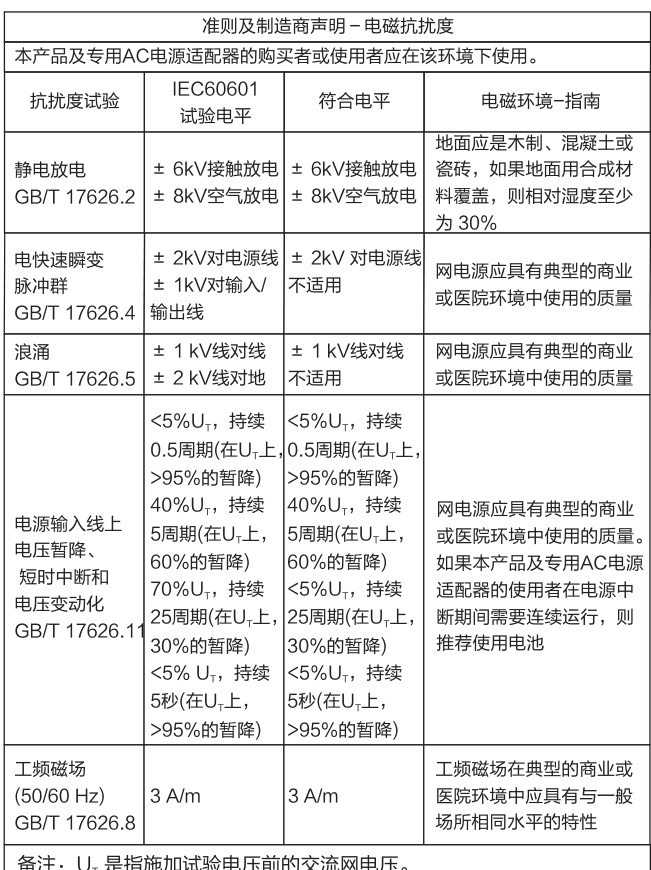 准则及制造商声明－电磁抗扰度
本产品及专用AC电源适配器的购买者或使用者应在该环境下使用。
抗扰度试验
IEC60601
试验电平
符合电平
电磁环境–指南
静电放电
GB/T 17626.2
± 6kV接触放电
± 8kV空气放电
± 6kV接触放电
± 8kV空气放电
地面应是木制、混凝土或
瓷砖，如果地面用合成材
料覆盖，则相对湿度至少
为 30%
电快速瞬变
脉冲群
GB/T 17626.4
± 2kV对电源线
± 1kV对输入/
输出线
± 2kV 对电源线
不适用
网电源应具有典型的商业
或医院环境中使用的质量
浪涌
GB/T 17626.5
± 1 kV线对线
± 2 kV线对地
± 1 kV线对线
不适用
网电源应具有典型的商业
或医院环境中使用的质量
电源输入线上
电压暂降、
短时中断和
电压变动化
GB/T 17626.11
<5%U_T，持续
0.5周期(在U_T上，
>95%的暂降)
40%U_T，持续
5周期(在U_T上，
60%的暂降)
70%U_T，持续
25周期(在U_T上，
30%的暂降)
<5% U_T，持续
5秒(在U_T上，
>95%的暂降)
<5%U_T，持续
0.5周期(在U_T上，
>95%的暂降)
40%U_T，持续
5周期(在U_T上，
60%的暂降)
<5%U_T，持续
25周期(在U_T上，
30%的暂降)
<5%U_T，持续
5秒(在U_T上，
>95%的暂降)
网电源应具有典型的商业
或医院环境中使用的质量。
如果本产品及专用AC电源
适配器的使用者在电源中
断期间需要连续运行，则
推荐使用电池
工频磁场
(50/60 Hz)
GB/T 17626.8
3 A/m
3 A/m
工频磁场在典型的商业或
医院环境中应具有与一般
场所相同水平的特性
备注：U_T 是指施加试验电压前的交流网电压。